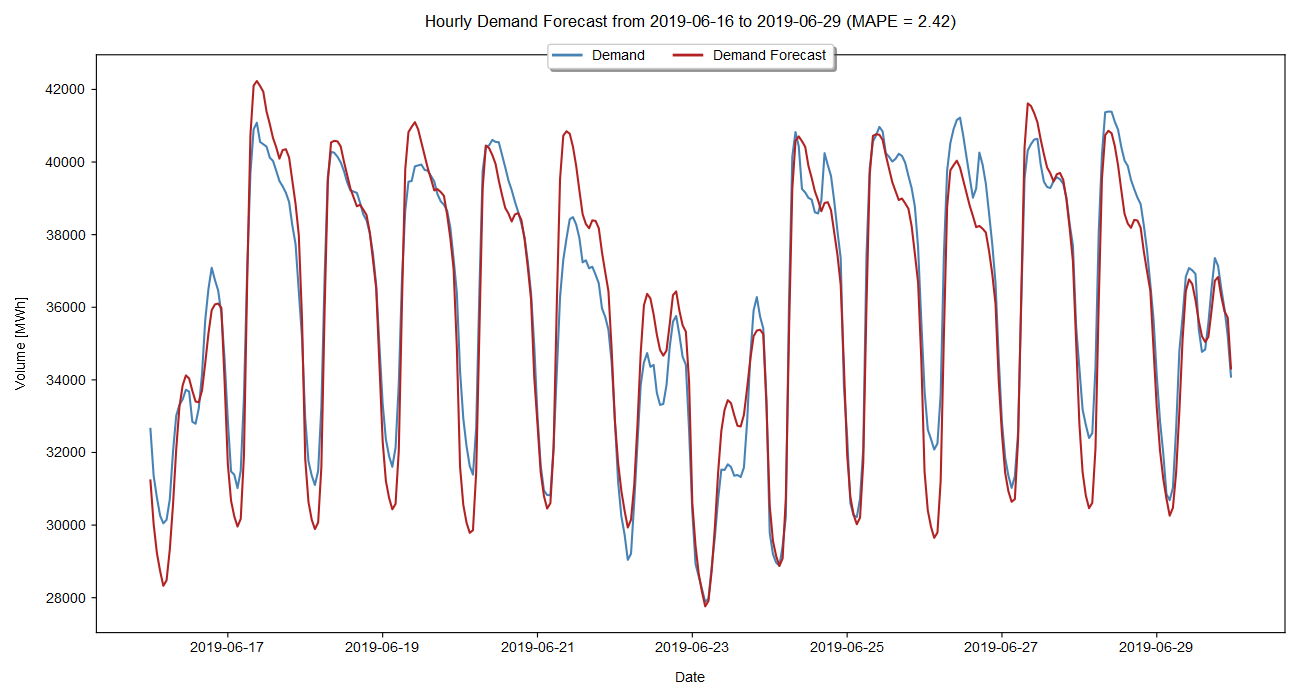 Hourly Demand Forecast from 2019-06-16 to 2019-06-29 (MAPE = 2.42)
Demand Demand Forecast
42000
40000
38000
36000
34000
32000
30000
28000
Volume [MWh]
2019-06-17 2019-06-19 2019-06-21 2019-06-23 2019-06-25 2019-06-27 2019-06-29
Date